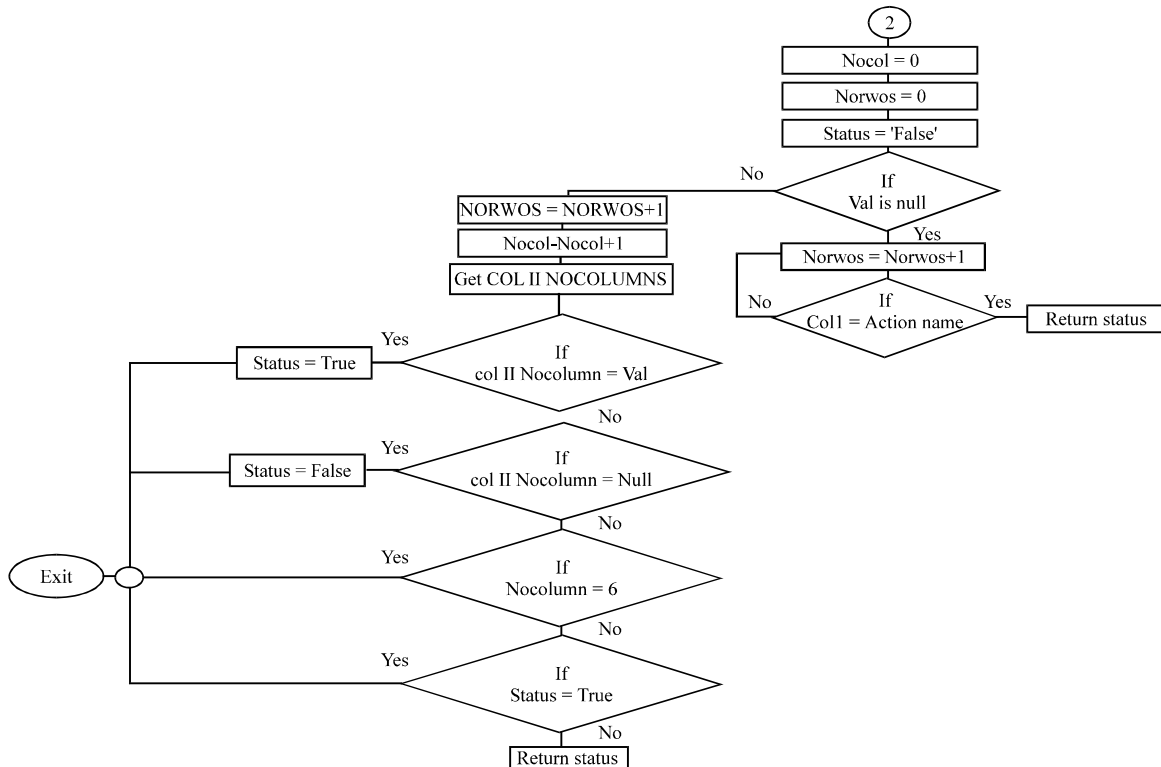 2
Nocol = 0
Norwos = 0
Status = 'False'
If
Val is null
No
Yes
Norwos = Norwos+1
If
Col1 = Action name
No
Yes
Return status
NORWOS = NORWOS+1
Nocol-Nocol+1
Get COL II NOCOLUMNS
If
col II Nocolumn = Val
Yes
Status = True
No
If
col II Nocolumn = Null
Yes
Status = False
No
If
Nocolumn = 6
Yes
Exit
No
If
Status = True
Yes
No
Return status